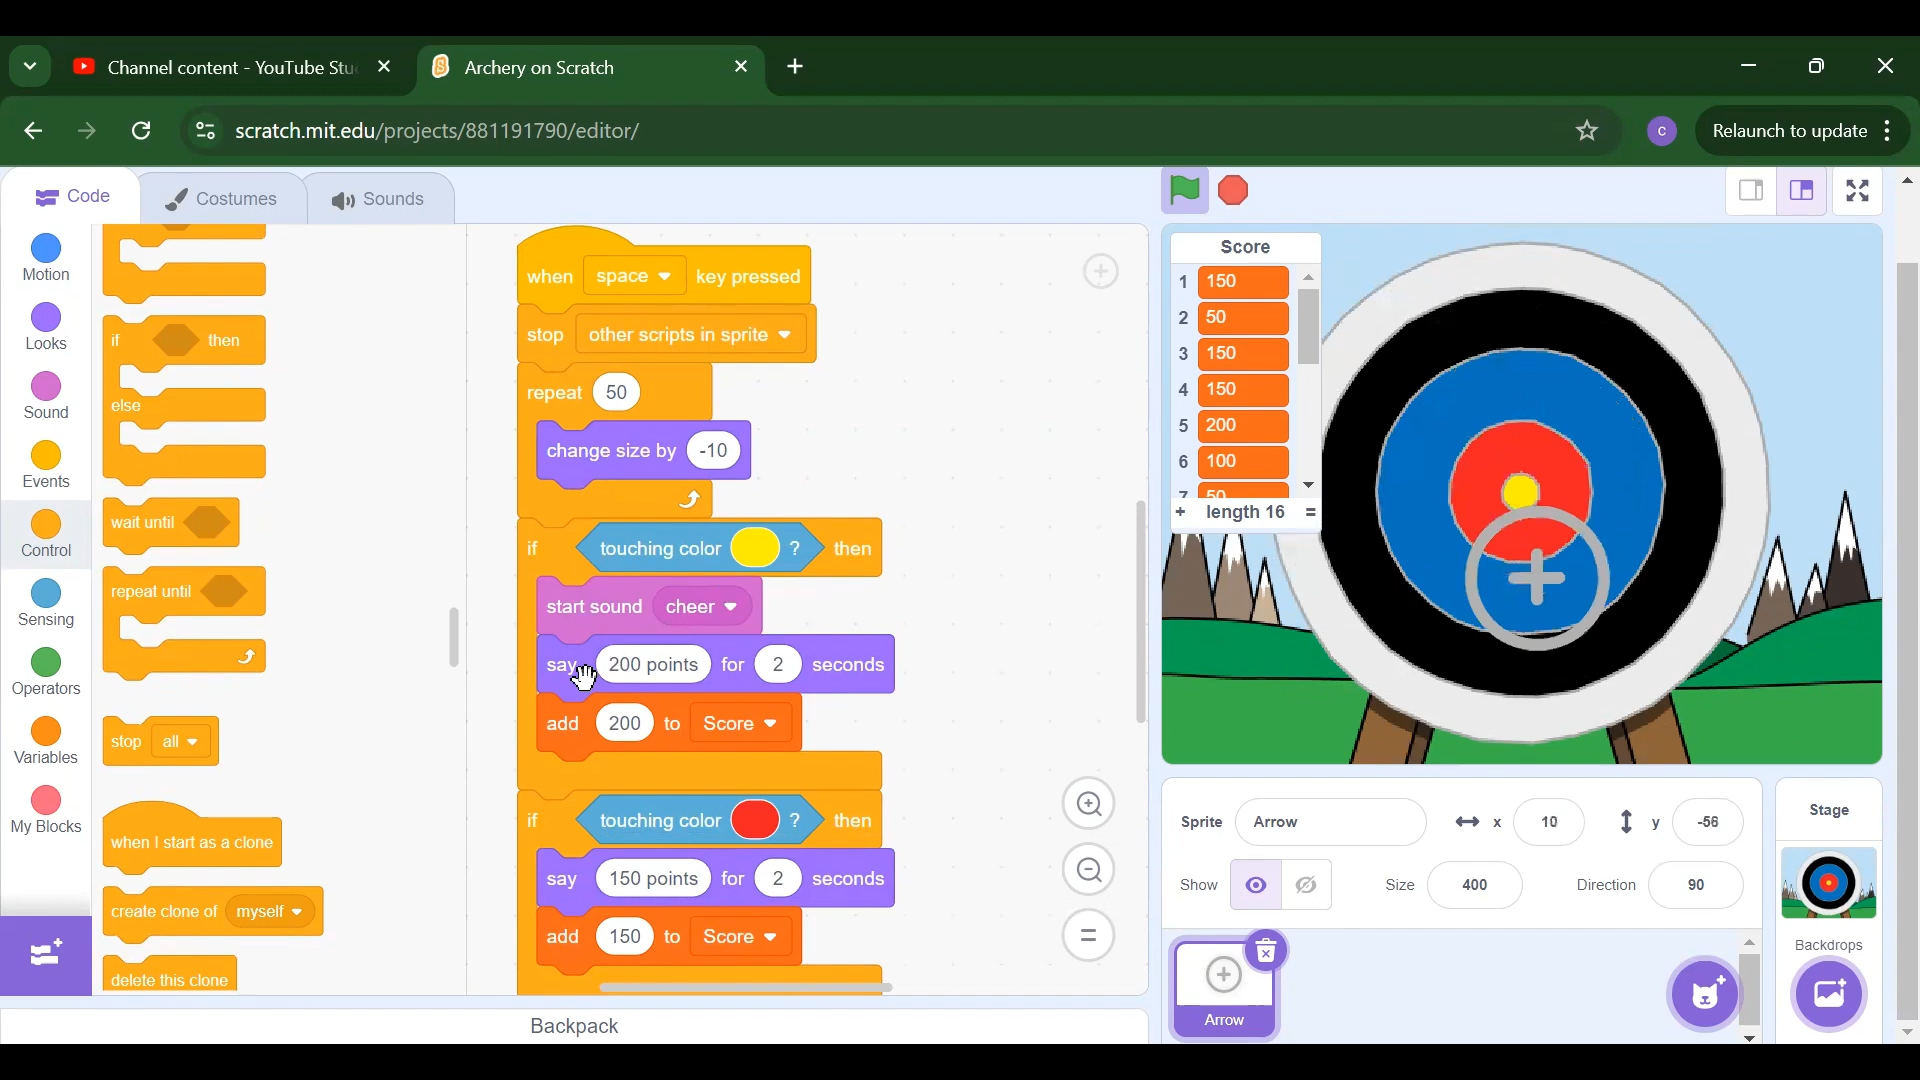 Channel content - YouTube Stu
Archery on Scratch
scratch.mit.edu/projects/881191790/editor/
C
Relaunch to update
Code
Costumes
Sounds
Motion
Looks
Sound
Events
Control
Sensing
Operators
Variables
My Blocks
if then
else
wait until
repeat until
stop all
when I start as a clone
create clone of myself
delete this clone
when space key pressed
stop other scripts in sprite
repeat 50
change size by -10
if touching color ? then
start sound cheer
say 200 points for 2 seconds
add 200 to Score
if touching color ? then
say 150 points for 2 seconds
add 150 to Score
Backpack
Score
1 150
2 50
3 150
4 150
5 200
6 100
7 50
+ length 16 =
Sprite Arrow x 10 y -56
Show Size 400 Direction 90
Arrow
Stage
Backdrops